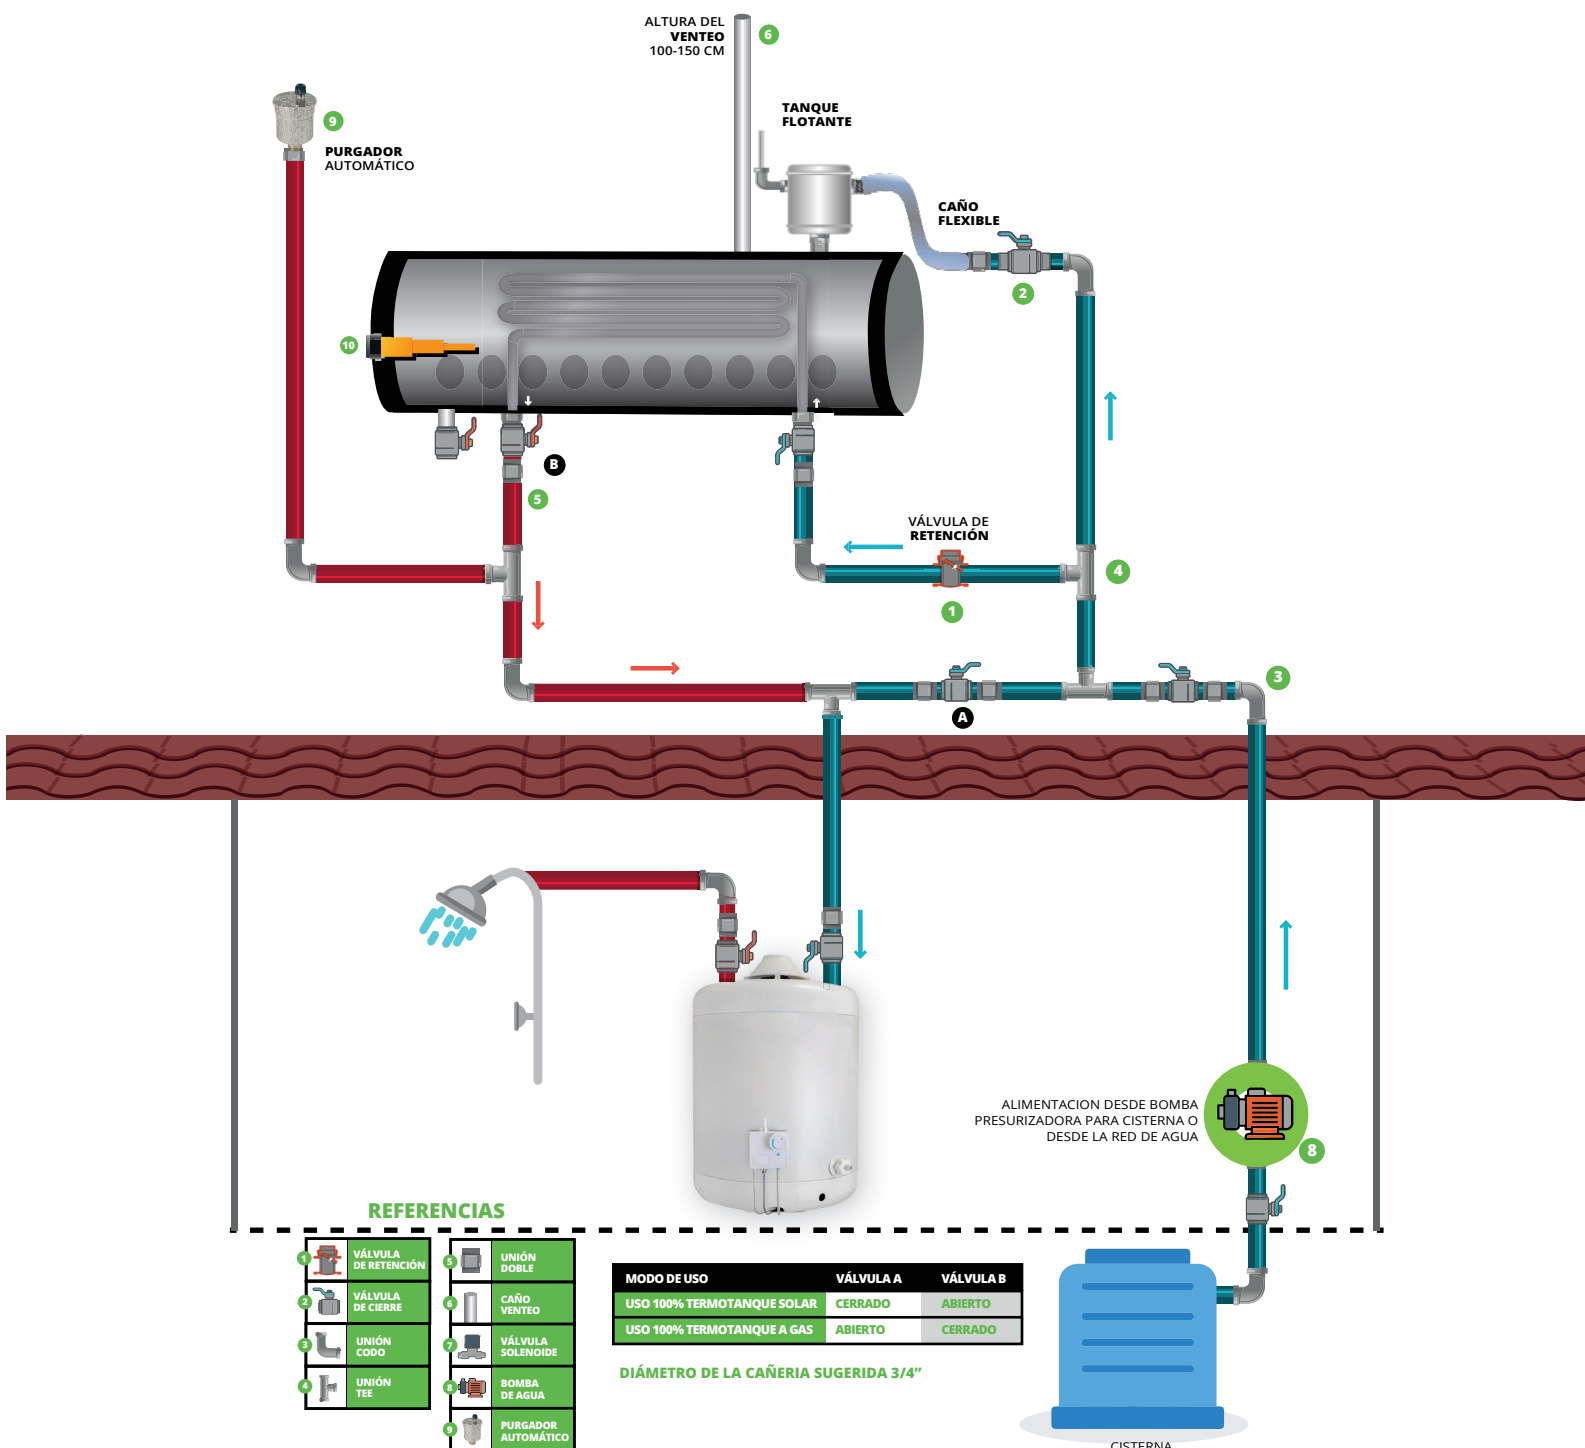 ALTURA DEL
VENTEO
100-150 CM
6
TANQUE
FLOTANTE
9
PURGADOR
AUTOMÁTICO
CAÑO
FLEXIBLE
2
10
B
5
VÁLVULA DE
RETENCIÓN
1
4
3
A
ALIMENTACION DESDE BOMBA
PRESURIZADORA PARA CISTERNA O
DESDE LA RED DE AGUA
8
REFERENCIAS
1 VÁLVULA
DE RETENCIÓN
2 VÁLVULA
DE CIERRE
3 UNIÓN
CODO
4 UNIÓN
TEE
5 UNIÓN
DOBLE
6 CAÑO
VENTEO
7 VÁLVULA
SOLENOIDE
8 BOMBA
DE AGUA
9 PURGADOR
AUTOMÁTICO
MODO DE USO VÁLVULA A VÁLVULA B
USO 100% TERMOTANQUE SOLAR CERRADO ABIERTO
USO 100% TERMOTANQUE A GAS ABIERTO CERRADO
DIÁMETRO DE LA CAÑERIA SUGERIDA 3/4”
CISTERNA